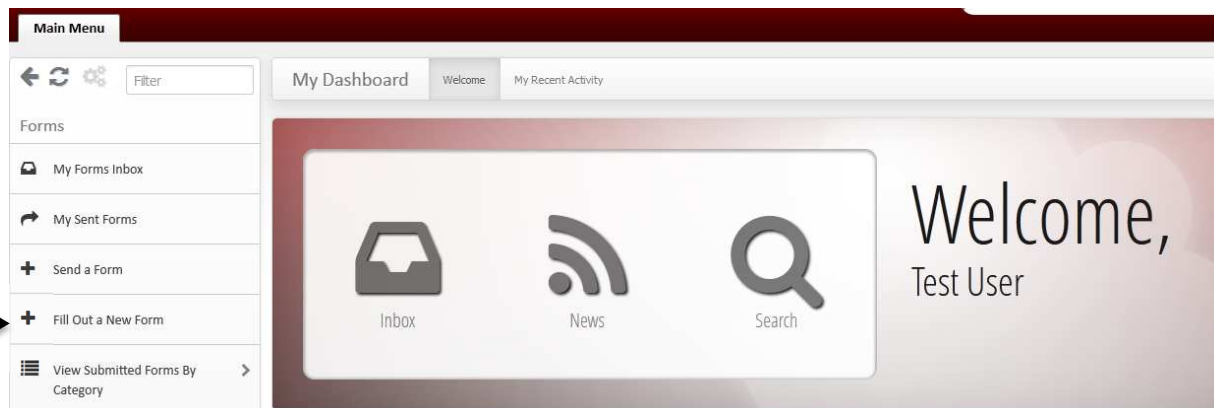 Main Menu
Filter
Forms
My Forms Inbox
My Sent Forms
Send a Form
Fill Out a New Form
View Submitted Forms By
Category
My Dashboard
Welcome
My Recent Activity
Inbox
News
Search
Welcome,
Test User